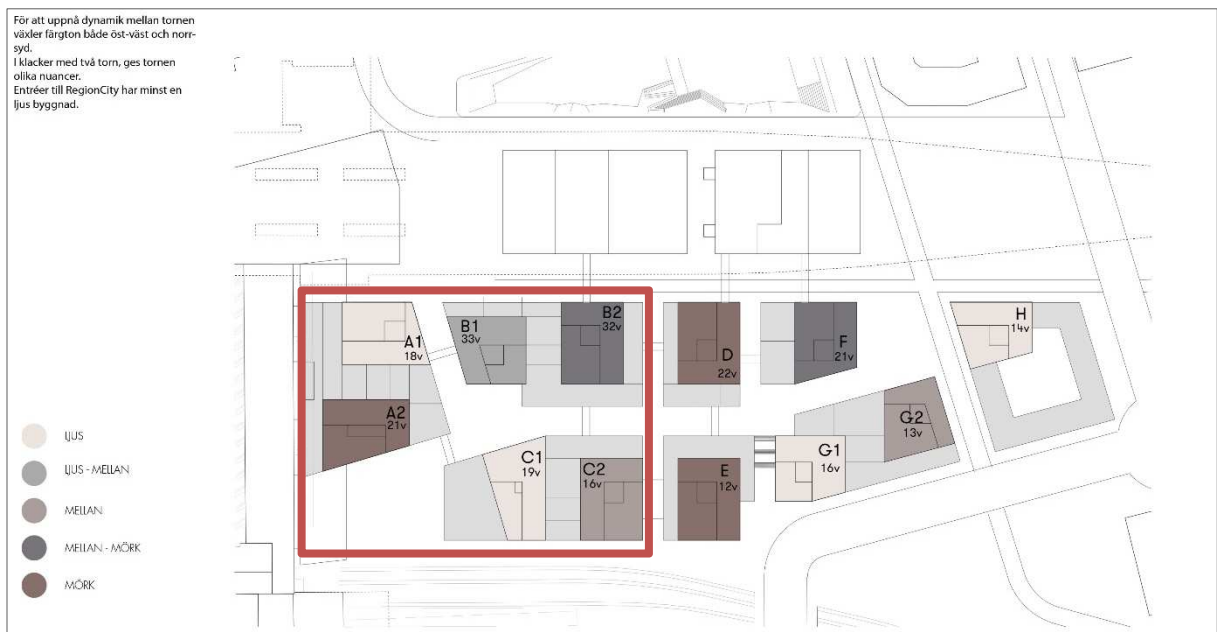 För att uppnå dynamik mellan tornen
växler färgton både öst-väst och norr-
syd.
I klacker med två torn, ges tornen
olika nuancer.
Entréer till RegionCity har minst en
ljus byggnad.
A1
18v
B1
33v
B2
32v
D
22v
F
21v
H
14v
A2
21v
C1
19v
C2
16v
E
12v
G1
16v
G2
13v
LJUS
LJUS - MELLAN
MELLAN
MELLAN - MÖRK
MÖRK